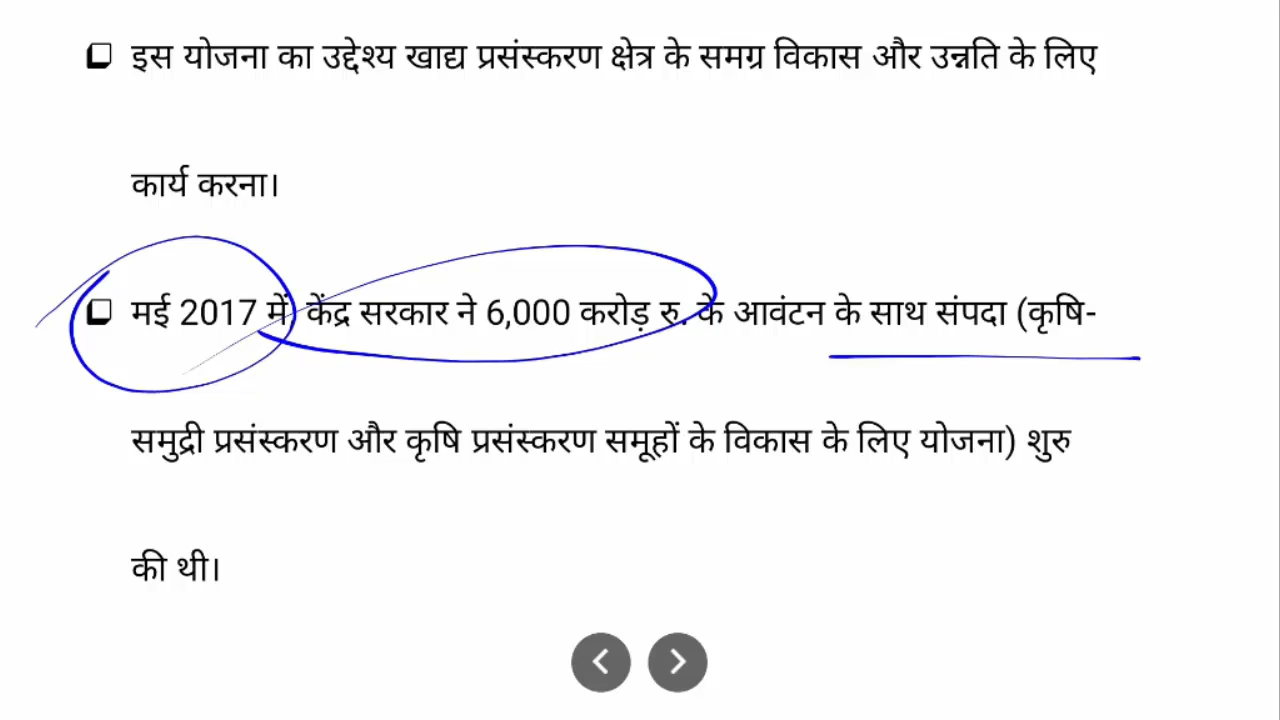 ❑ इस योजना का उद्देश्य खाद्य प्रसंस्करण क्षेत्र के समग्र विकास और उन्नति के लिए
कार्य करना।
❑ मई 2017 में, केंद्र सरकार ने 6,000 करोड़ रु. के आवंटन के साथ संपदा (कृषि-
समुद्री प्रसंस्करण और कृषि प्रसंस्करण समूहों के विकास के लिए योजना) शुरु
की थी।